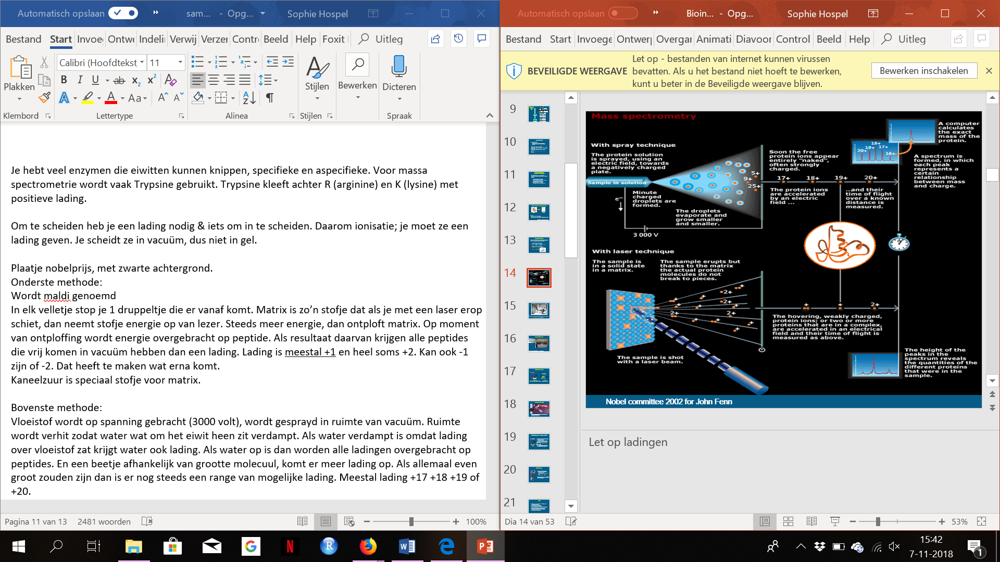 Automatisch opslaan
sam... - Opg...
Sophie Hospel
Bestand Start Invoe Ontwe Indeli Verwij Verzer Contr Beeld Help Foxit Uitleg
Plakken
Calibri (Hoofdtekst 11
Stijlen
Bewerken
Dicteren
Klembord
Lettertype
Alinea
Stijlen
Spraak
Je hebt veel enzymen die eiwitten kunnen knippen, specifieke en aspecifieke. Voor massa
spectrometrie wordt vaak Trypsine gebruikt. Trypsine kleeft achter R (arginine) en K (lysine) met
positieve lading.
Om te scheiden heb je een lading nodig & iets om in te scheiden. Daarom ionisatie; je moet ze een
lading geven. Je scheidt ze in vacuüm, dus niet in gel.
Plaatje nobelprijs, met zwarte achtergrond.
Onderste methode:
Wordt maldi genoemd
In elk velletje stop je 1 druppeltje die er vanaf komt. Matrix is zo’n stofje dat als je met een laser erop
schiet, dan neemt stofje energie op van lezer. Steeds meer energie, dan ontploft matrix. Op moment
van ontploffing wordt energie overgebracht op peptide. Als resultaat daarvan krijgen alle peptides
die vrij komen in vacuüm hebben dan een lading. Lading is meestal +1 en heel soms +2. Kan ook -1
zijn of -2. Dat heeft te maken wat erna komt.
Kaneelzuur is speciaal stofje voor matrix.
Bovenste methode:
Vloeistof wordt op spanning gebracht (3000 volt), wordt gesprayd in ruimte van vacuüm. Ruimte
wordt verhit zodat water wat om het eiwit heen zit verdampt. Als water verdampt is omdat lading
over vloeistof zat krijgt water ook lading. Als water op is dan worden alle ladingen overgebracht op
peptides. En een beetje afhankelijk van grootte molecuul, komt er meer lading op. Als allemaal even
groot zouden zijn dan is er nog steeds een range van mogelijke lading. Meestal lading +17 +18 +19 of
+20.
Pagina 11 van 13 2481 woorden
100%
Automatisch opslaan
Bioin... - Opg...
Sophie Hospel
Bestand Start Invoege Ontwerp Overgar Animati Diavoor Control Beeld Help Uitleg
BEVEILIGDE WEERGAVE
Let op - bestanden van internet kunnen virussen
bevatten. Als u het bestand niet hoeft te bewerken,
kunt u beter in de Beveiligde weergave blijven.
Bewerken inschakelen
9
10
11
12
13
14
15
16
17
18
19
20
21
Mass spectrometry
With spray technique
The protein solution
is sprayed, using an
electric field, towards
a negatively charged
plate.
Sample in solution
e-
Minute
charged
droplets are
formed.
The droplets
evaporate and
grow smaller
and smaller.
3 000 V
5+
9+
25+
Soon the free
protein ions appear
entirely "naked",
often strongly
charged.
17+ 18+ 19+ 20+
The protein ions
are accelerated
by an electric
field ...
..and their
time of flight
over a known
distance is
measured.
20+ 19+ 18+ 17+ 16+
A computer
calculates
the exact
mass of the
protein.
A spectrum is
formed, in which
each peak
represents a
certain
relationship
between mass
and charge.
With laser technique
The sample is
in a solid state
in a matrix.
The sample erupts but
thanks to the matrix
the actual protein
molecules do not
break to pieces.
+
2+
2+
+
2+
+
2+
+
+
+
+ + 2+
The sample is shot
with a laser beam.
The hovering, weakly charged,
protein ions; or two or more
proteins that are in a complex,
are accelerated in an electrical
field and their time of flight is
measured as above.
The height of the
peaks in the
spectrum reveals
the quantities of the
different proteins
that were in the
sample.
Nobel committee 2002 for John Fenn
Let op ladingen
Dia 14 van 53
53%
15:42
7-11-2018
1